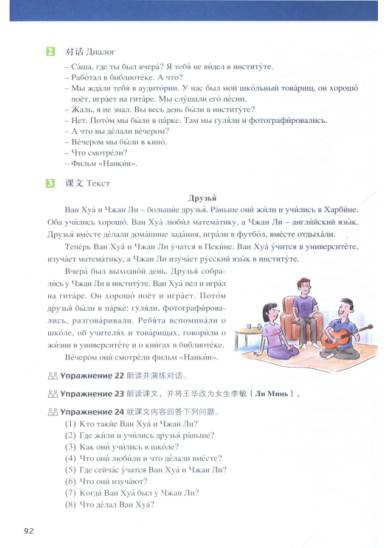 2 对话 Диалог
– Са́ша, где ты был вчера́? Я тебя́ не ви́дел в институ́те.
– Рабо́тал в библиоте́ке. А что?
– Мы жда́ли тебя́ в аудито́рии. У нас был мой шко́льный това́рищ, он хорошо́
поёт, игра́ет на гита́ре. Мы слу́шали его́ пе́сни.
– Жаль, я не знал. Вы весь день бы́ли в институ́те?
– Нет. Пото́м мы бы́ли в па́рке. Там мы гуля́ли и фотографи́ровались.
– А что вы де́лали ве́чером?
– Ве́чером мы бы́ли в кино́.
– Что смотре́ли?
– Фильм «Нанки́н».
3 课文 Текст
Друзья́
Ван Хуа́ и Чжан Ли – больши́е друзья́. Ра́ньше они́ жи́ли и учи́лись в Харби́не.
Оба учи́лись хорошо́. Ван Хуа́ люби́л матема́тику, а Чжан Ли – англи́йский язы́к.
Друзья́ вме́сте де́лали дома́шние зада́ния, игра́ли в футбо́л, вме́сте отдыха́ли.
Тепе́рь Ван Хуа́ и Чжан Ли у́чатся в Пеки́не. Ван Хуа́ у́чится в университе́те,
изуча́ет матема́тику, а Чжан Ли изуча́ет ру́сский язы́к в институ́те.
Вчера́ был выходно́й день. Друзья́ собра-
ли́сь у Чжан Ли в институ́те. Ван Хуа́ пел и игра́л
на гита́ре. Он хорошо́ поёт и игра́ет. Пото́м
друзья́ бы́ли в па́рке: гуля́ли, фотографи́рова-
лись, разгова́ривали. Ребя́та вспомина́ли о
шко́ле, об учителя́х и това́рищах, говори́ли о
жи́зни в университе́те и о кни́гах в библиоте́ке.
Ве́чером они́ смотре́ли фильм «Нанки́н».
Упражнение 22 听读并演练对话。
Упражнение 23 听读课文，并将王华改为女生李敏（Ли Минь）。
Упражнение 24 就课文内容回答下列问题。
(1) Кто таки́е Ван Хуа́ и Чжан Ли?
(2) Где жи́ли и учи́лись друзья́ ра́ньше?
(3) Как они́ учи́лись в шко́ле?
(4) Что они́ люби́ли и что де́лали вме́сте?
(5) Где сейча́с у́чатся Ван Хуа́ и Чжан Ли?
(6) Что они́ изуча́ют?
(7) Когда́ Ван Хуа́ был у Чжан Ли?
(8) Что де́лал Ван Хуа́?
92